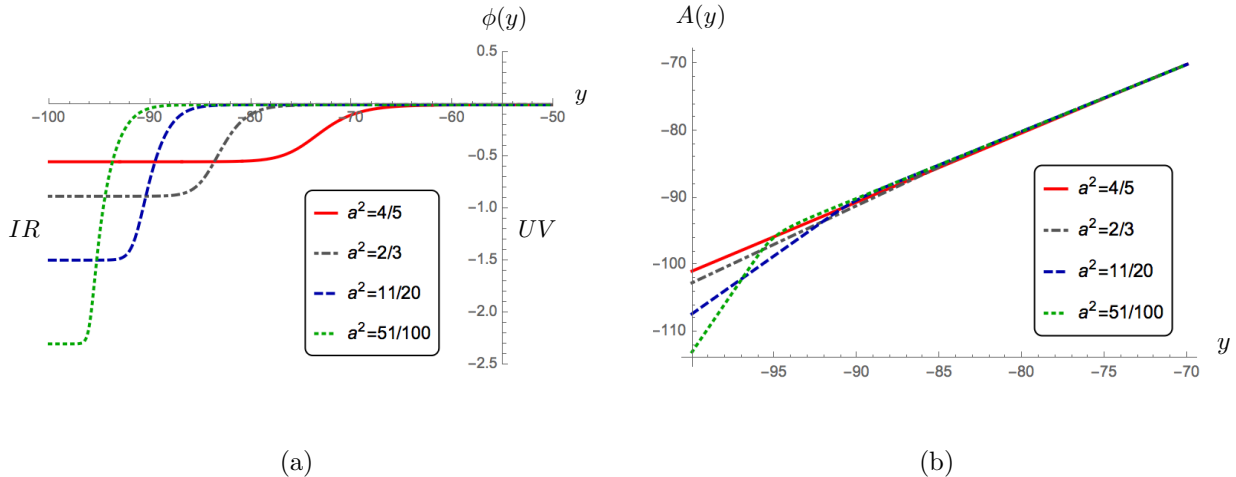 ϕ(y)
0.5
y
−100
−90
−80
−70
−60
−50
−0.5
−1.0
−1.5
−2.0
−2.5
IR
UV
a²=4/5
a²=2/3
a²=11/20
a²=51/100
(a)
A(y)
−70
−80
−90
−100
−110
−95
−90
−85
−80
−75
−70
y
a²=4/5
a²=2/3
a²=11/20
a²=51/100
(b)